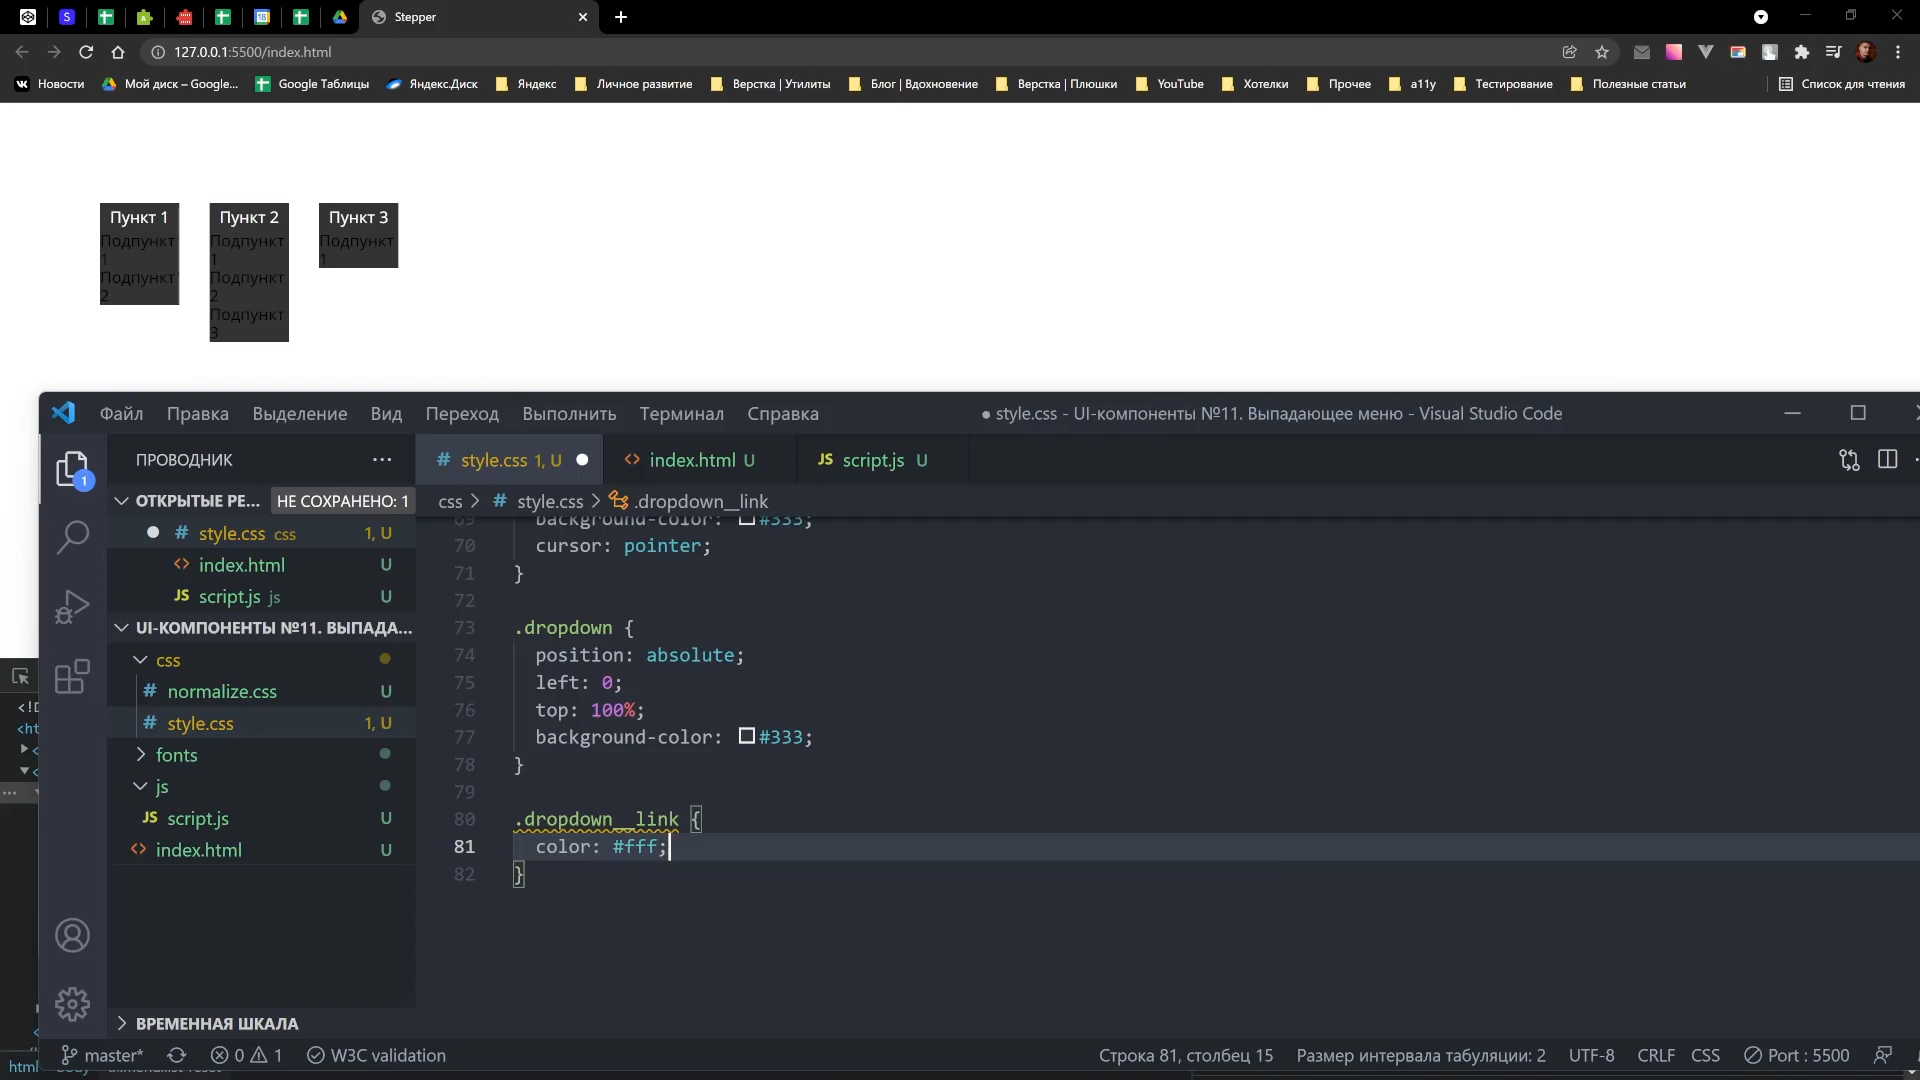 Stepper
127.0.0.1:5500/index.html
Новости
Мой диск – Google...
Google Таблицы
Яндекс.Диск
Яндекс
Личное развитие
Верстка | Утилиты
Блог | Вдохновение
Верстка | Плюшки
YouTube
Хотелки
Прочее
a11y
Тестирование
Полезные статьи
Список для чтения
Пункт 1
Подпункт
1
Подпункт
2
Пункт 2
Подпункт
1
Подпункт
2
Подпункт
3
Пункт 3
Подпункт
1
Файл Правка Выделение Вид Переход Выполнить Терминал Справка
● style.css - UI-компоненты №11. Выпадающее меню - Visual Studio Code
ПРОВОДНИК
ОТКРЫТЫЕ РЕ... НЕ СОХРАНЕНО: 1
# style.css css 1, U
<> index.html U
JS script.js js U
UI-КОМПОНЕНТЫ №11. ВЫПАДА...
css
# normalize.css U
# style.css 1, U
fonts
js
JS script.js U
<> index.html U
ВРЕМЕННАЯ ШКАЛА
# style.css 1, U
<> index.html U
JS script.js U
css > # style.css > .dropdown__link
69 background-color: #333;
70 cursor: pointer;
71 }
72
73 .dropdown {
74 position: absolute;
75 left: 0;
76 top: 100%;
77 background-color: #333;
78 }
79
80 .dropdown__link {
81 color: #fff;
82 }
master* 0 1 W3C validation
Строка 81, столбец 15 Размер интервала табуляции: 2 UTF-8 CRLF CSS Port : 5500
html